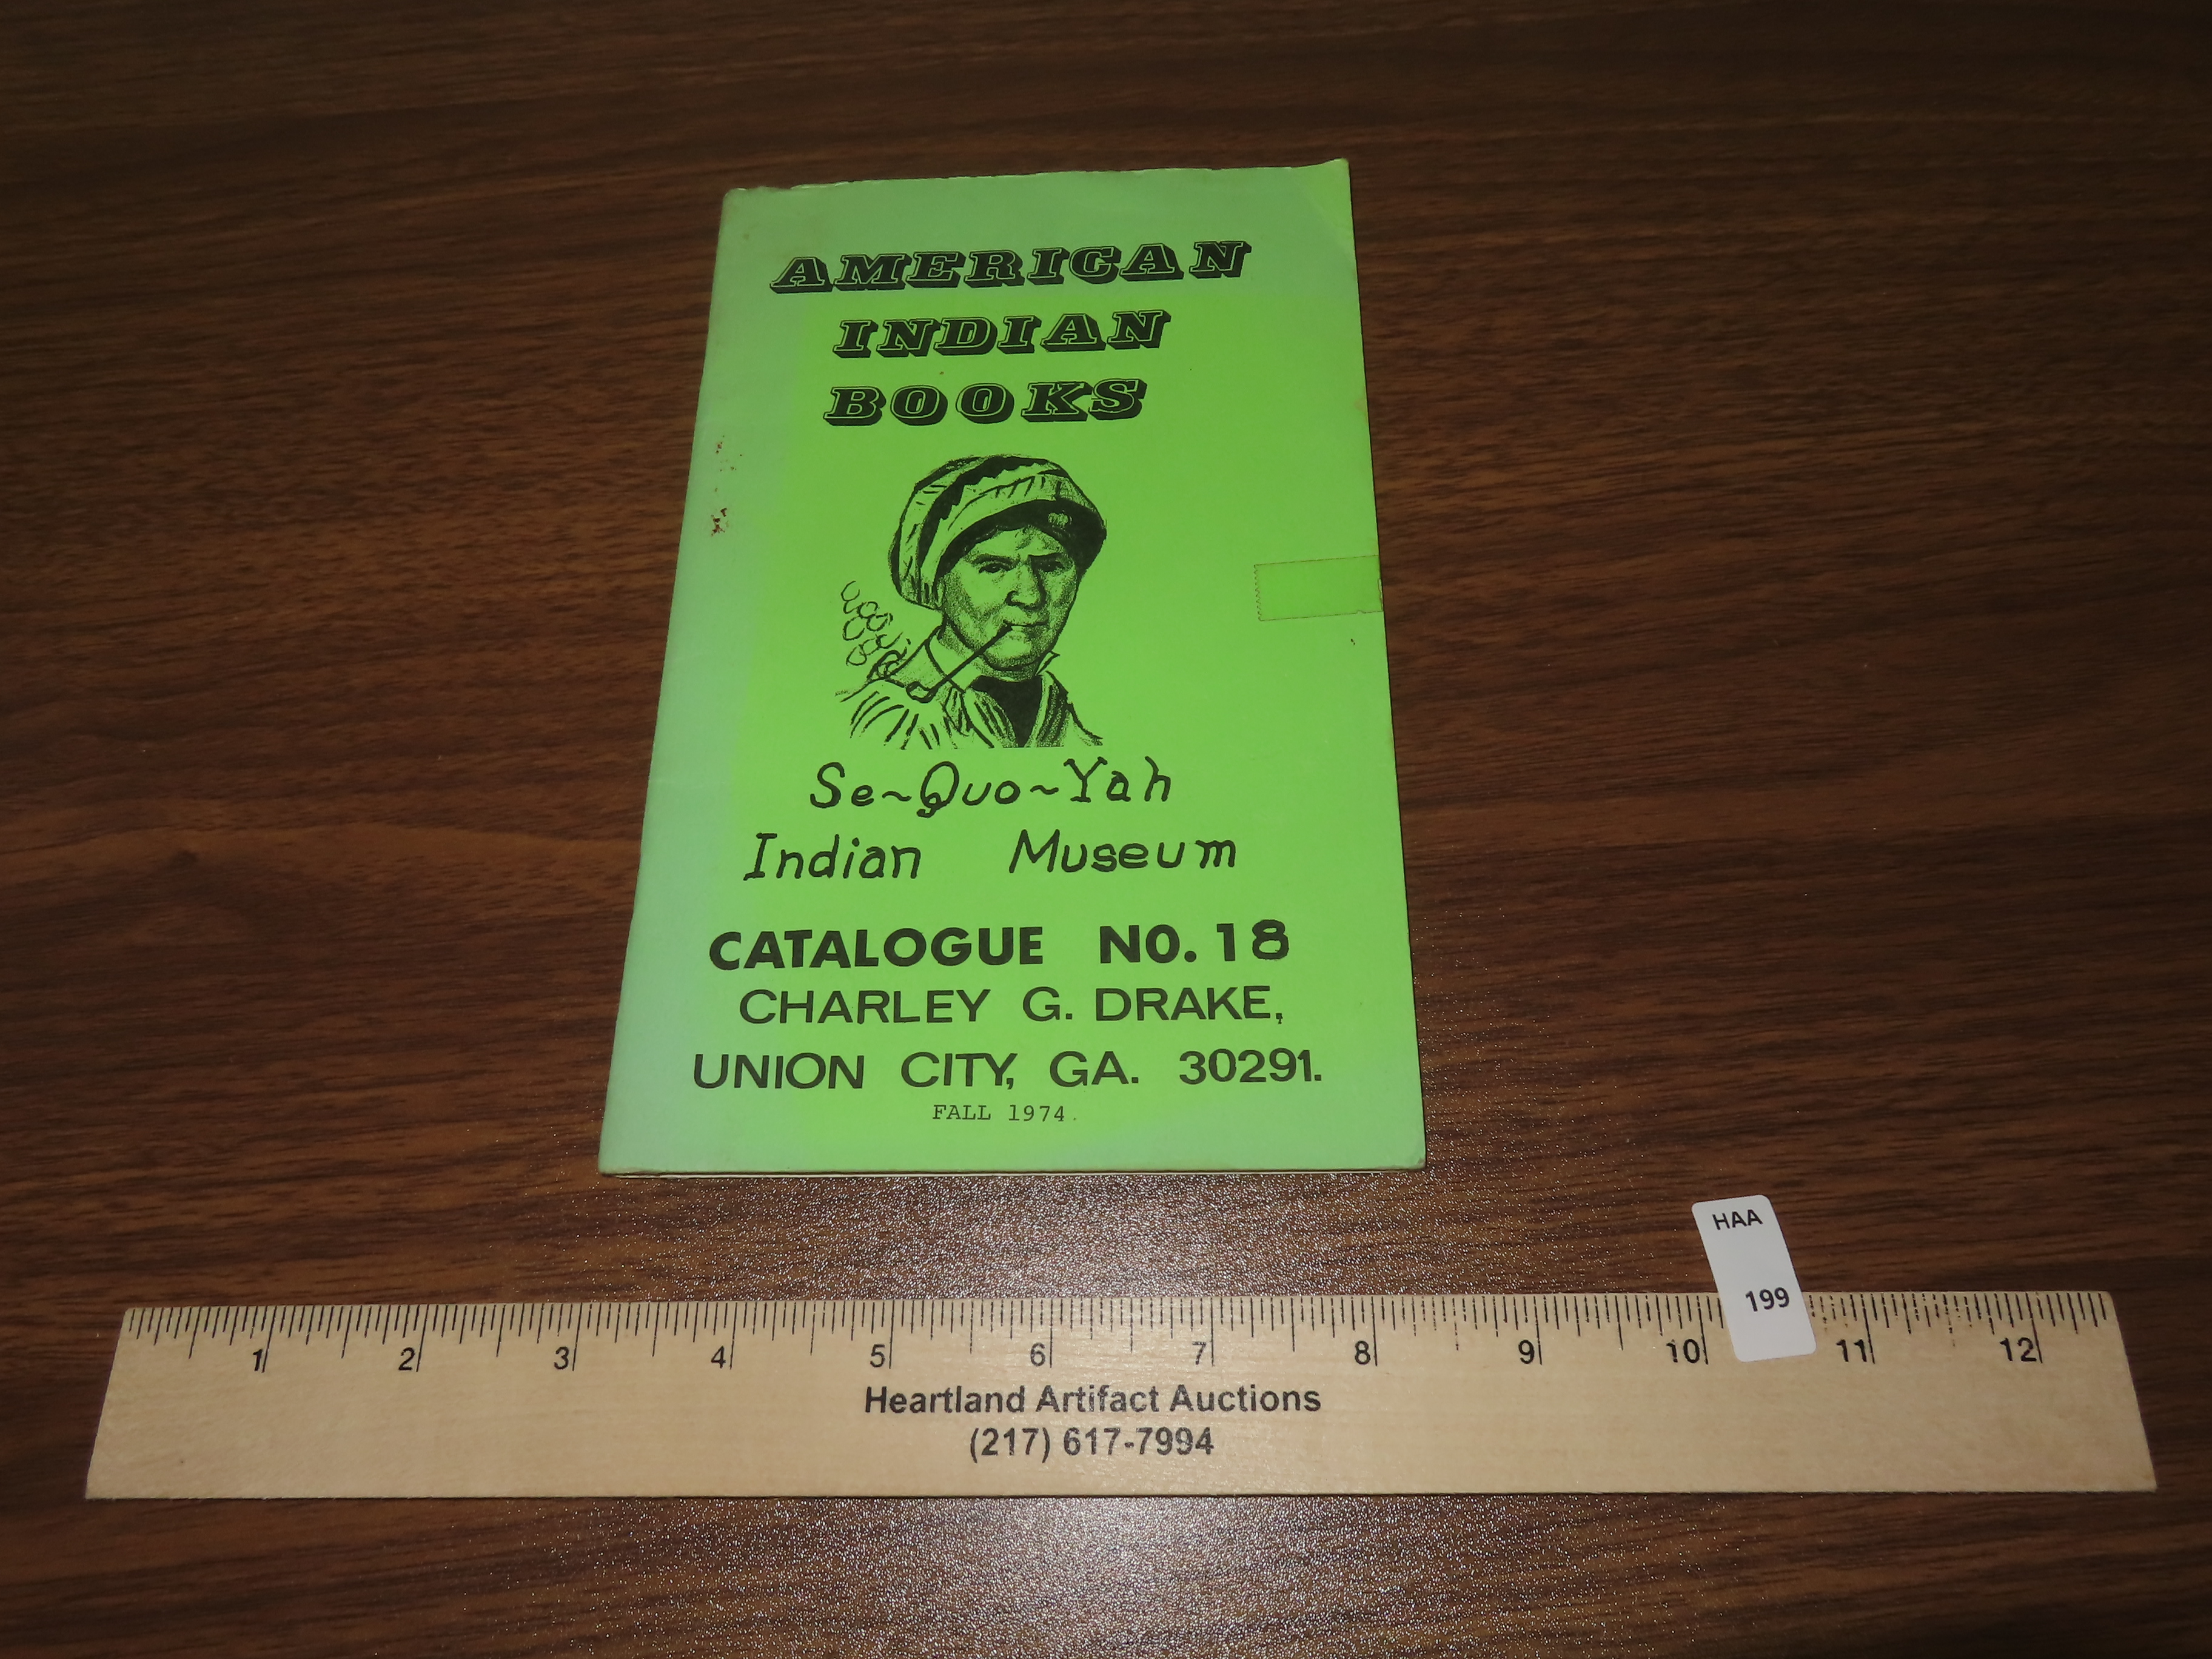 AMERICAN
INDIAN
BOOKS
Se~Quo~Yah
Indian Museum
CATALOGUE NO. 18
CHARLEY G. DRAKE,
UNION CITY, GA. 30291.
FALL 1974.
HAA
199
1 2 3 4 5 6 7 8 9 10 11 12
Heartland Artifact Auctions
(217) 617-7994